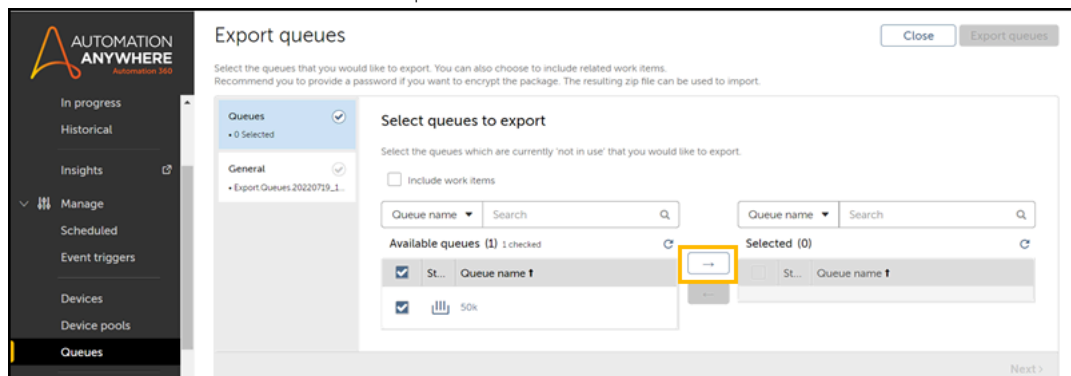 AUTOMATION
ANYWHERE
Automation 360
In progress
Historical
Insights
Manage
Scheduled
Event triggers
Devices
Device pools
Queues
Export queues
Close
Export queues
Select the queues that you would like to export. You can also choose to include related work items.
Recommend you to provide a password if you want to encrypt the package. The resulting zip file can be used to import.
Queues
• 0 Selected
General
• Export.Queues.20220719_1...
Select queues to export
Select the queues which are currently 'not in use' that you would like to export.
Include work items
Queue name Search
Available queues (1) 1 checked
St... Queue name ↑
50k
→
←
Queue name Search
Selected (0)
St... Queue name ↑
Next >